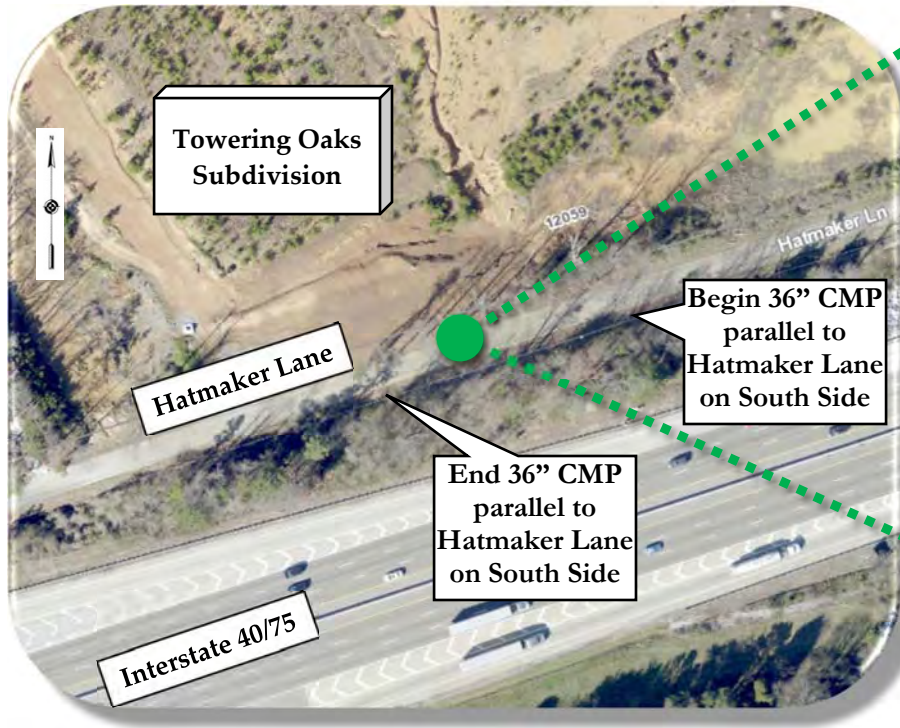 N
Towering Oaks
Subdivision
12059
Hatmaker Ln
Begin 36” CMP
parallel to
Hatmaker Lane
on South Side
Hatmaker Lane
End 36” CMP
parallel to
Hatmaker Lane
on South Side
Interstate 40/75